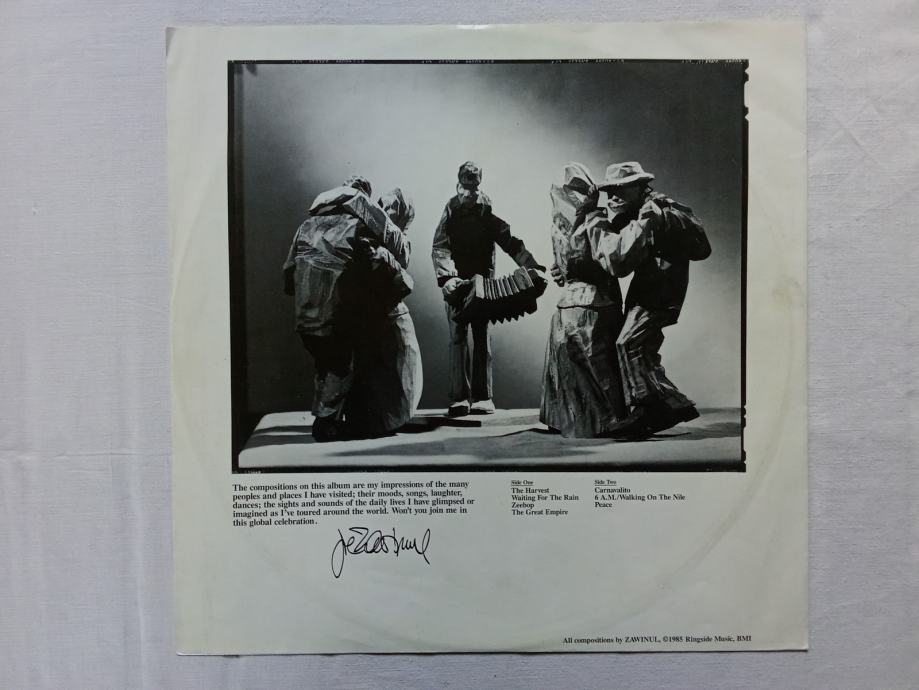 The compositions on this album are my impressions of the many
peoples and places I have visited; their moods, songs, laughter,
dances; the sights and sounds of the daily lives I have glimpsed or
imagined as I've toured around the world. Won't you join me in
this global celebration.
Side One
The Harvest
Waiting For The Rain
Zeebop
The Great Empire
Side Two
Carnavalito
6 A.M./Walking On The Nile
Peace
All compositions by ZAWINUL, ©1985 Ringside Music, BMI